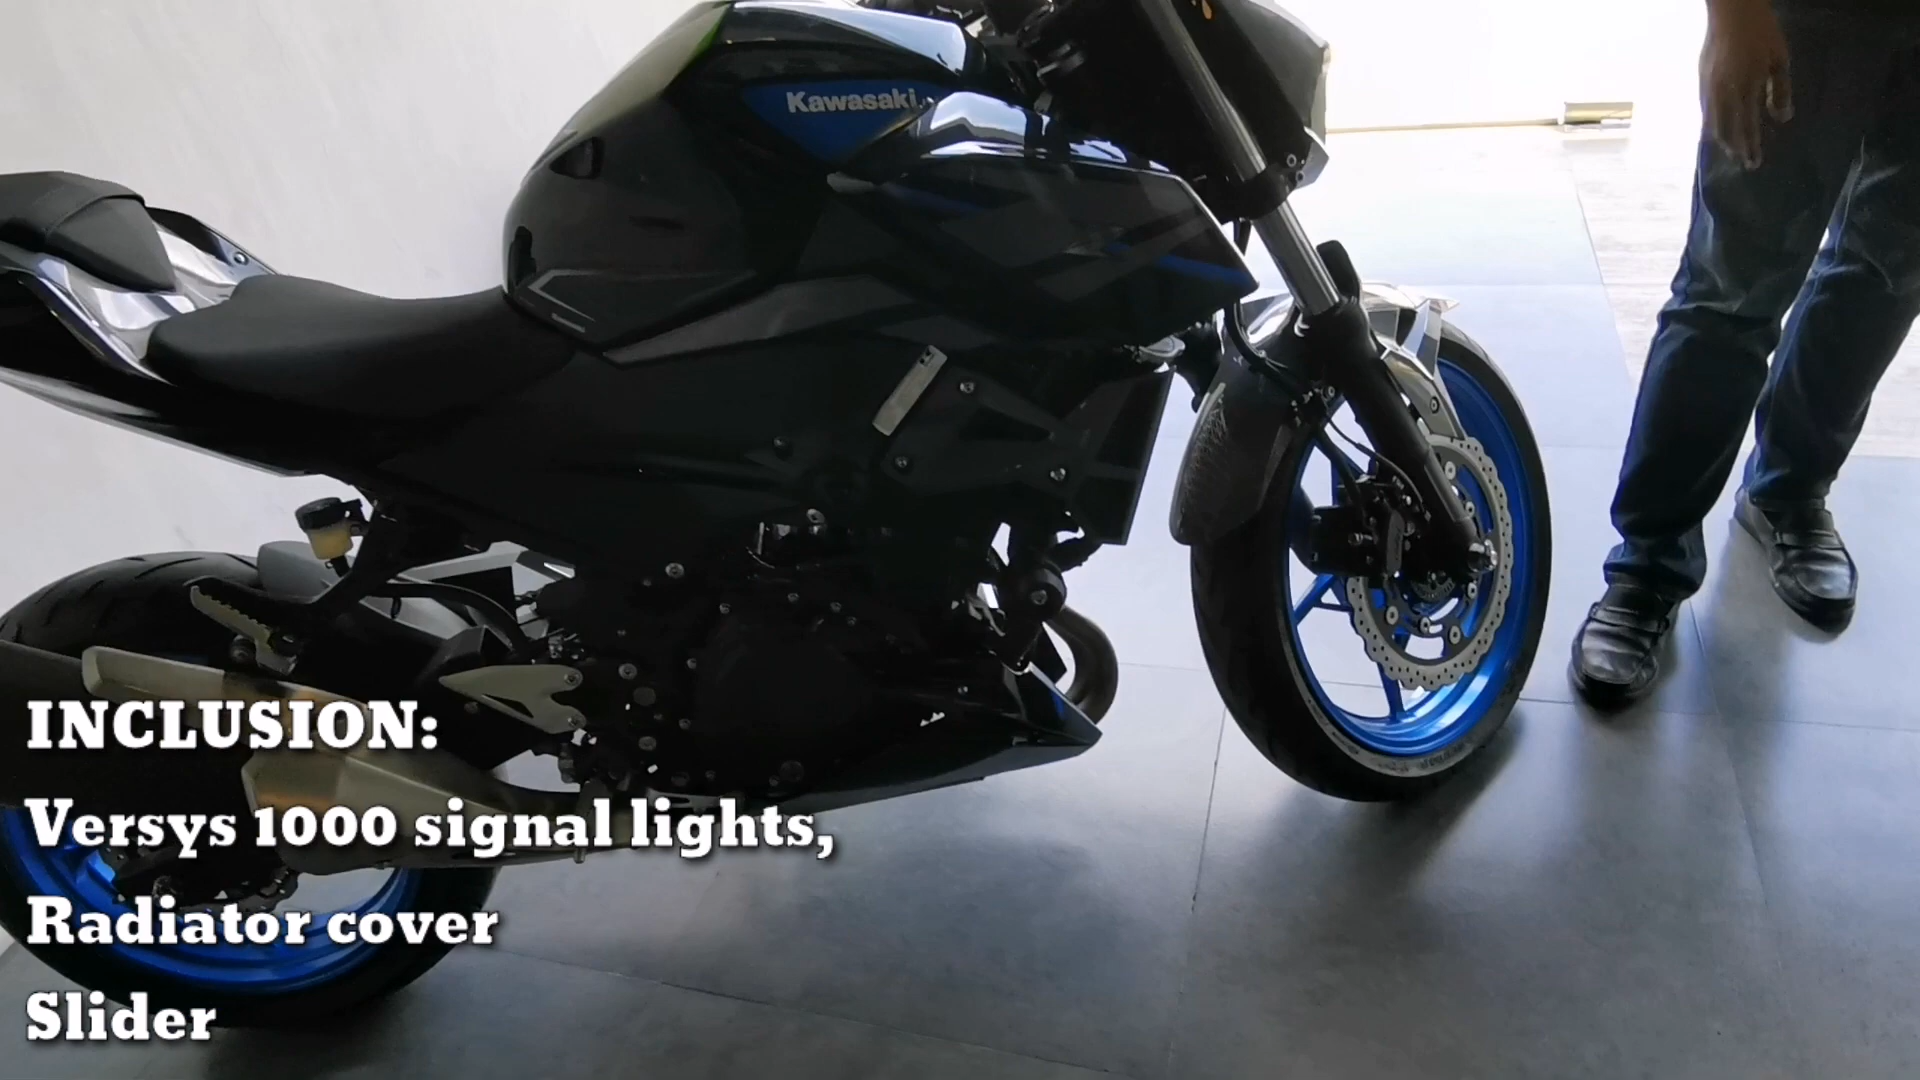 Kawasaki
INCLUSION:
Versys 1000 signal lights,
Radiator cover
Slider